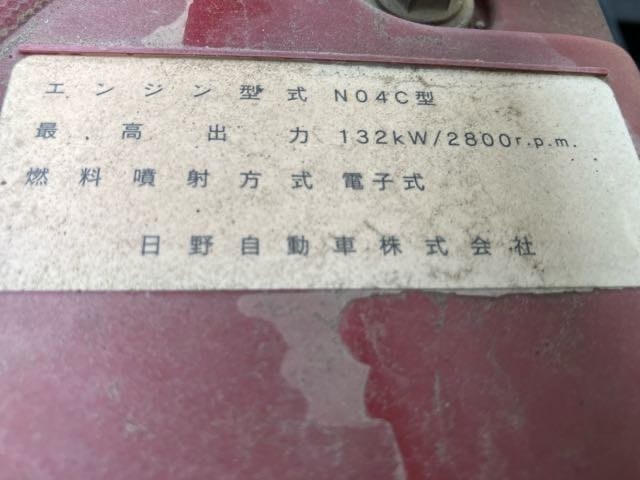 エンジン型式 N04C型
最高出力 132kW/2800r.p.m.
燃料噴射方式 電子式
日野自動車株式会社